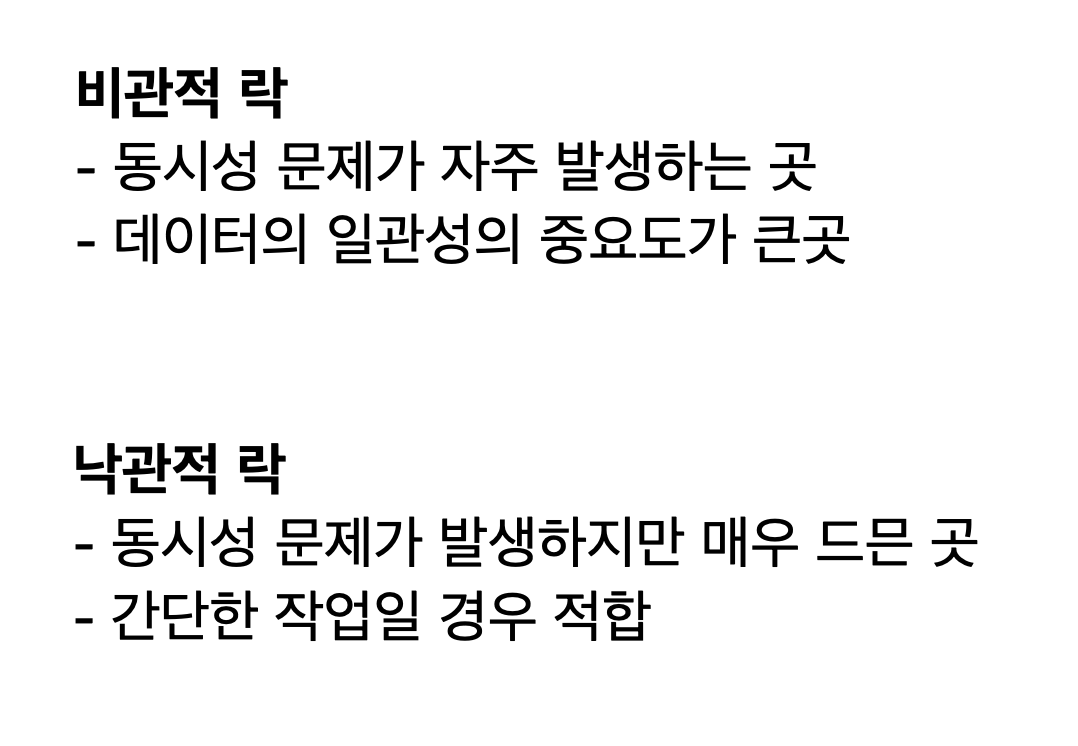 비관적 락
- 동시성 문제가 자주 발생하는 곳
- 데이터의 일관성의 중요도가 큰곳
낙관적 락
- 동시성 문제가 발생하지만 매우 드믄 곳
- 간단한 작업일 경우 적합